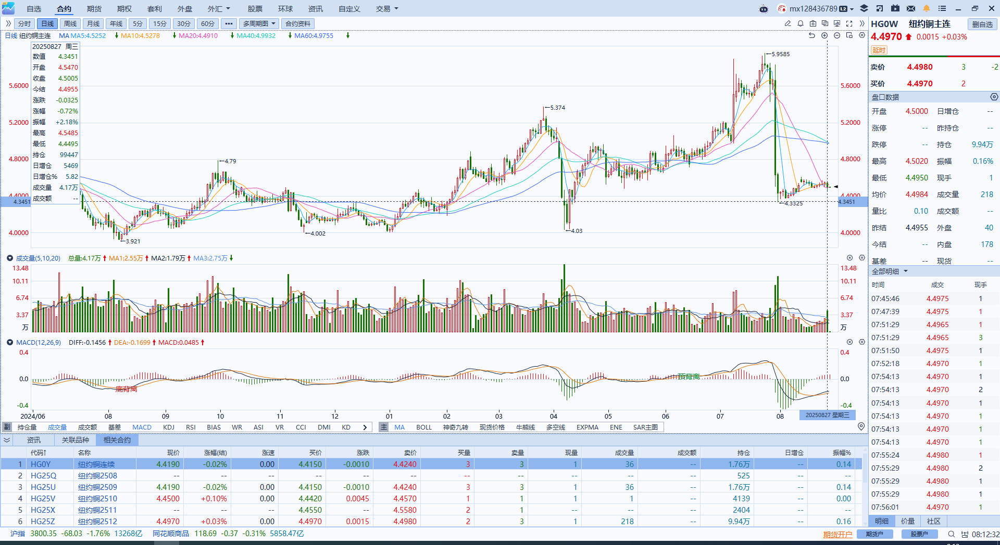 自选 合约 期货 期权 套利 外盘 外汇 股票 环球 资讯 自定义 交易 mx128436789 L2
分时 日线 周线 月线 年线 5分 15分 30分 60分 ••• 多周期图 合约资料
日线 纽约铜主连 MA MA5:4.5252 MA10:4.5278 MA20:4.4910 MA40:4.9932 MA60:4.9755
20250827 周三
数值 4.3451
开盘 4.5470
收盘 4.5005
今结 4.4955
涨跌 -0.0325
涨幅 -0.72%
振幅 +2.18%
最高 4.5485
最低 4.4495
持仓 99447
日增仓 5469
日增仓% 5.82
成交量 4.17万
成交额 --
5.6000
5.2000
4.8000
4.4000
4.3451
4.0000
5.9585
5.374
4.79
4.3325
4.03
4.002
3.921
5.6000
5.2000
4.8000
4.4000
4.3451
4.0000
成交量(5,10,20) 总量:4.17万 MA1:2.55万 MA2:1.79万 MA3:2.75万
13.48 13.48
10.11 10.11
6.74 6.74
3.37 3.37
万 万
MACD(12,26,9) DIFF:-0.1456 DEA:-0.1699 MACD:0.0485
0.4 0.4
0.0 0.0
-0.4 -0.4
底背离
顶背离
2024/06 08 09 10 11 12 01 02 03 04 05 06 07 08 20250827 星期三
副 持仓量 成交量 成交额 基差 MACD KDJ RSI BIAS WR ASI VR CCI DMI KD 主 MA BOLL 神奇九转 现货价格 牛熊线 多空线 EXPMA ENE SAR主图
资讯 关联品种 相关合约
代码↑ 名称 现价 涨幅(结) 涨速 买价 涨跌 卖价 买量 卖量 现量 成交量 成交额 持仓 日增仓 振幅%
1 HG0Y 纽约铜连续 4.4190 -0.02% 0.00 4.4150 -0.0010 4.4240 3 3 1 36 -- 1.76万 -- 0.14
2 HG25Q 纽约铜2508 -- -- -- -- -- -- -- -- -- -- 525 -- --
3 HG25U 纽约铜2509 4.4190 -0.02% 0.00 4.4150 -0.0010 4.4240 3 3 1 36 -- 1.76万 -- 0.14
4 HG25V 纽约铜2510 4.4500 +0.10% 0.00 4.4420 0.0045 4.4570 1 1 1 1 -- 4139 -- 0.00
5 HG25X 纽约铜2511 -- -- -- 4.4550 -- 4.5580 2 1 -- -- -- 2404 -- --
6 HG25Z 纽约铜2512 4.4970 +0.03% 0.00 4.4970 0.0015 4.4980 2 3 1 218 -- 9.94万 -- 0.16
沪指 3800.35 -68.03 -1.76% 13268亿 同花顺商品 118.69 -0.37 -0.31% 5858.47亿
期货开户 期货户 股票户 08:12:32
HG0W 纽约铜主连 删自选
4.4970 0.0015 +0.03%
延时
卖价 4.4980 3 -2
买价 4.4970 2
盘口数据
开盘 4.5000 日增仓 --
涨停 -- 昨持仓 --
跌停 -- 持仓 9.94万
最高 4.5020 振幅 0.16%
最低 4.4950 现手 1
均价 4.4984 成交量 218
量比 0.10 成交额 --
昨结 4.4955 外盘 40
今结 -- 内盘 178
基差 -- 现货 --
全部明细
时间 成交 现手
07:45:46 4.4975 1
07:47:39 4.4975 1
07:51:29 4.4965 1
07:51:29 4.4965 3
07:51:50 4.4975 1
07:52:18 4.4970 1
07:54:13 4.4970 1
07:54:13 4.4970 2
07:54:13 4.4970 1
07:54:13 4.4970 1
07:54:13 4.4970 1
07:54:13 4.4970 1
07:55:24 4.4980 1
07:55:29 4.4980 2
07:55:29 4.4980 1
07:55:29 4.4980 1
07:56:01 4.4970 1
明细 价量 社区